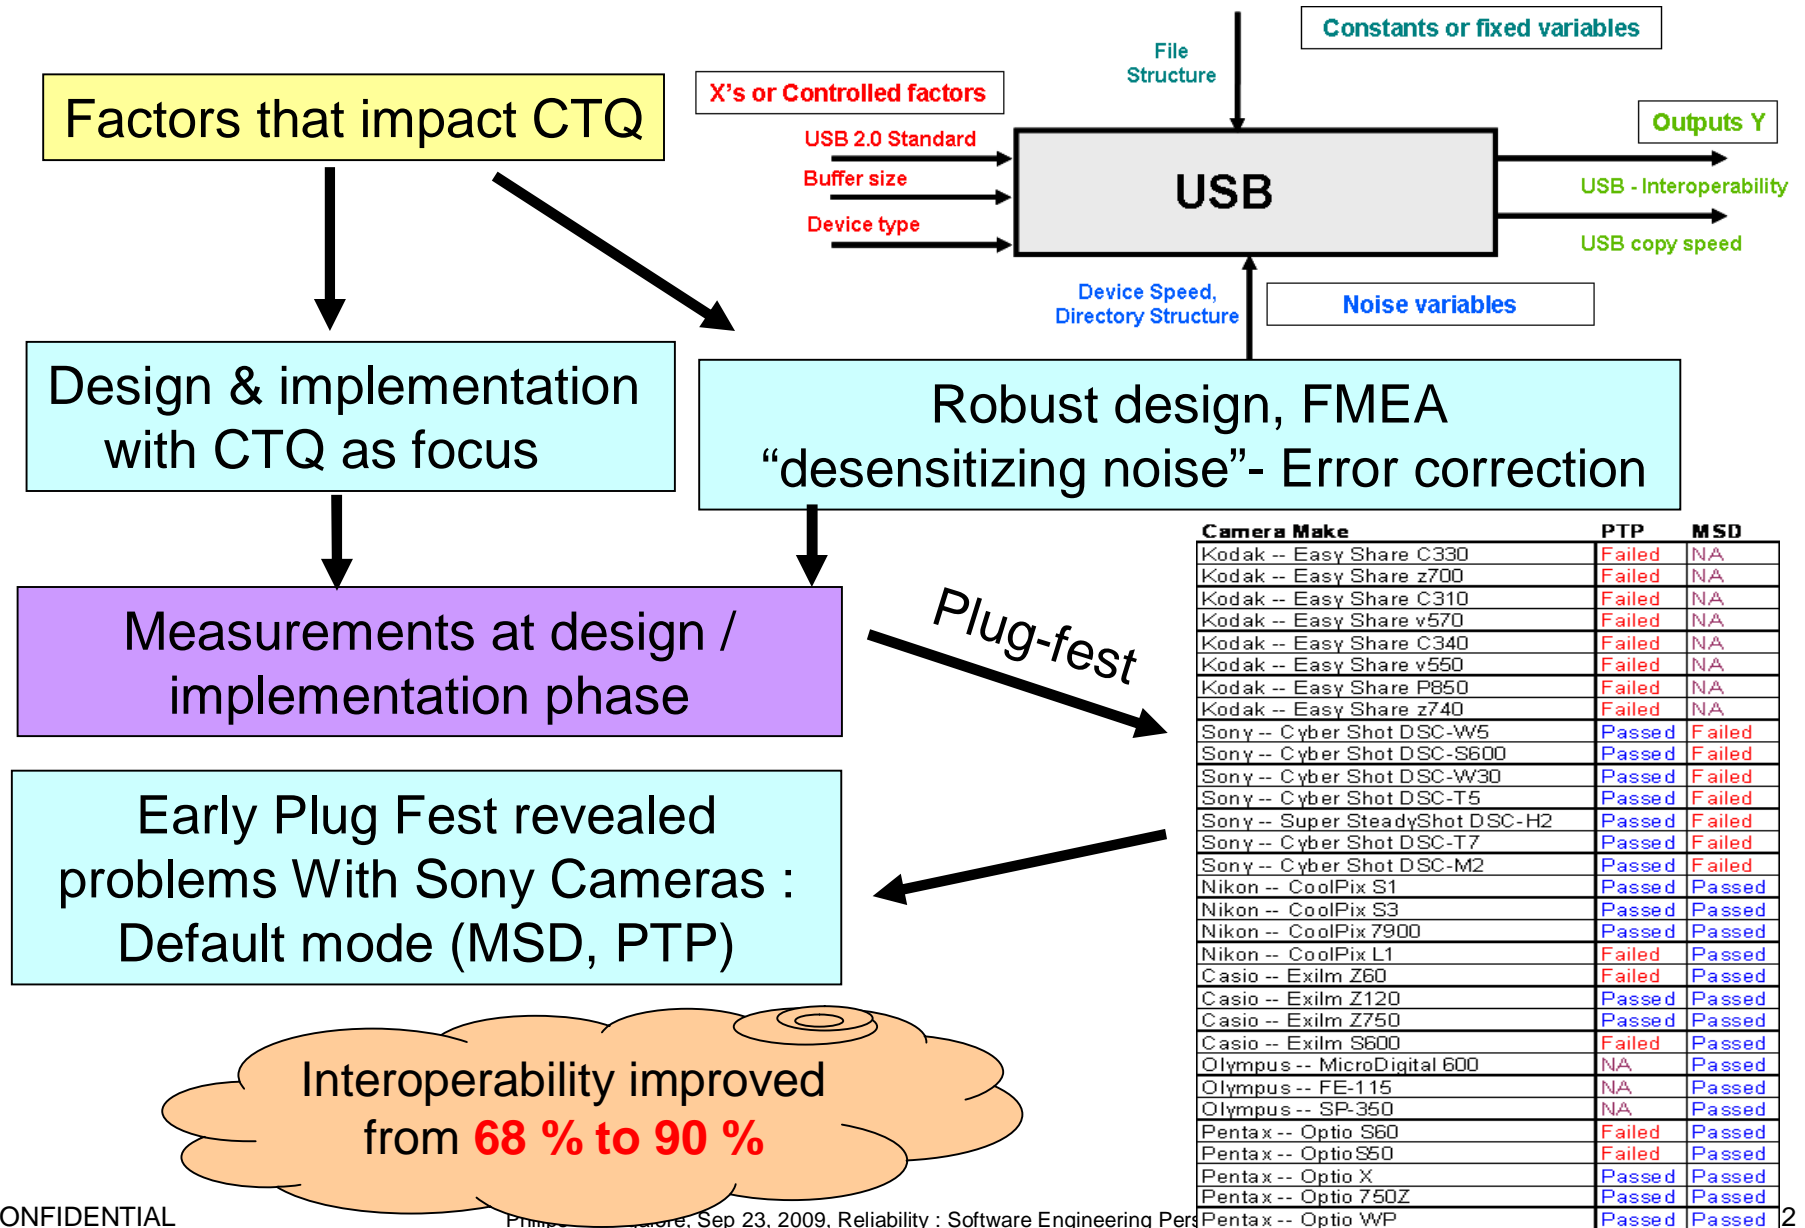 Factors that impact CTQ
Constants or fixed variables
File
Structure
X's or Controlled factors
Outputs Y
USB 2.0 Standard
Buffer size
Device type
USB
USB - Interoperability
USB copy speed
Device Speed,
Directory Structure
Noise variables
Design & implementation
with CTQ as focus
Robust design, FMEA
“desensitizing noise”- Error correction
Measurements at design /
implementation phase
Plug-fest
Camera Make PTP MSD
Kodak -- Easy Share C330 Failed NA
Kodak -- Easy Share z700 Failed NA
Kodak -- Easy Share C310 Failed NA
Kodak -- Easy Share v570 Failed NA
Kodak -- Easy Share C340 Failed NA
Kodak -- Easy Share v550 Failed NA
Kodak -- Easy Share P850 Failed NA
Kodak -- Easy Share z740 Failed NA
Sony -- Cyber Shot DSC-W5 Passed Failed
Sony -- Cyber Shot DSC-S600 Passed Failed
Sony -- Cyber Shot DSC-W30 Passed Failed
Sony -- Cyber Shot DSC-T5 Passed Failed
Sony -- Super SteadyShot DSC-H2 Passed Failed
Sony -- Cyber Shot DSC-T7 Passed Failed
Sony -- Cyber Shot DSC-M2 Passed Failed
Nikon -- CoolPix S1 Passed Passed
Nikon -- CoolPix S3 Passed Passed
Nikon -- CoolPix 7900 Passed Passed
Nikon -- CoolPix L1 Failed Passed
Casio -- Exilm Z60 Failed Passed
Casio -- Exilm Z120 Passed Passed
Casio -- Exilm Z750 Passed Passed
Casio -- Exilm S600 Failed Passed
Olympus -- MicroDigital 600 NA Passed
Olympus -- FE-115 NA Passed
Olympus -- SP-350 NA Passed
Pentax -- Optio S60 Failed Passed
Pentax -- OptioS50 Failed Passed
Pentax -- Optio X Passed Passed
Pentax -- Optio 750Z Passed Passed
Pentax -- Optio WP Passed Passed
Early Plug Fest revealed
problems With Sony Cameras :
Default mode (MSD, PTP)
Interoperability improved
from 68 % to 90 %
ONFIDENTIAL
Sep 23, 2009, Reliability : Software Engineering Pers
2